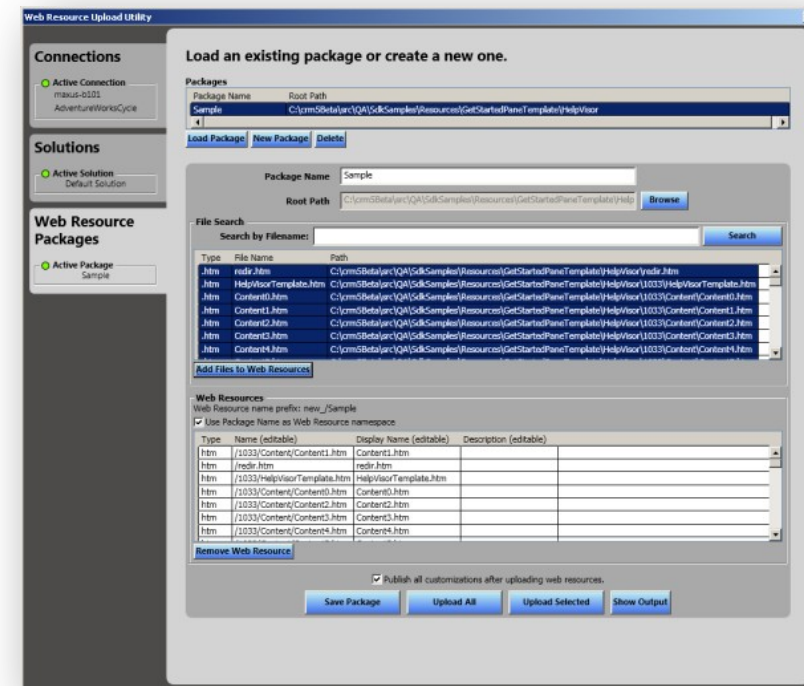 Web Resource Upload Utility
Connections
Active Connection
maxus-b101
AdventureWorksCycle
Solutions
Active Solution
Default Solution
Web Resource
Packages
Active Package
Sample
Load an existing package or create a new one.
Packages
Package Name Root Path
Sample C:\crm5Beta\src\QA\SdkSamples\Resources\GetStartedPaneTemplate\HelpVisor
Load Package New Package Delete
Package Name Sample
Root Path C:\crm5Beta\src\QA\SdkSamples\Resources\GetStartedPaneTemplate\Help Browse
File Search
Search by Filename: Search
Type File Name Path
.htm redir.htm C:\crm5Beta\src\QA\SdkSamples\Resources\GetStartedPaneTemplate\HelpVisor\redir.htm
.htm HelpVisorTemplate.htm C:\crm5Beta\src\QA\SdkSamples\Resources\GetStartedPaneTemplate\HelpVisor\1033\HelpVisorTemplate.htm
.htm Content0.htm C:\crm5Beta\src\QA\SdkSamples\Resources\GetStartedPaneTemplate\HelpVisor\1033\Content\Content0.htm
.htm Content1.htm C:\crm5Beta\src\QA\SdkSamples\Resources\GetStartedPaneTemplate\HelpVisor\1033\Content\Content1.htm
.htm Content2.htm C:\crm5Beta\src\QA\SdkSamples\Resources\GetStartedPaneTemplate\HelpVisor\1033\Content\Content2.htm
.htm Content3.htm C:\crm5Beta\src\QA\SdkSamples\Resources\GetStartedPaneTemplate\HelpVisor\1033\Content\Content3.htm
.htm Content4.htm C:\crm5Beta\src\QA\SdkSamples\Resources\GetStartedPaneTemplate\HelpVisor\1033\Content\Content4.htm
Add Files to Web Resources
Web Resources
Web Resource name prefix: new_/Sample
Use Package Name as Web Resource namespace
Type Name (editable) Display Name (editable) Description (editable)
htm /1033/Content/Content1.htm Content1.htm
htm /redir.htm redir.htm
htm /1033/HelpVisorTemplate.htm HelpVisorTemplate.htm
htm /1033/Content/Content0.htm Content0.htm
htm /1033/Content/Content2.htm Content2.htm
htm /1033/Content/Content3.htm Content3.htm
htm /1033/Content/Content4.htm Content4.htm
Remove Web Resource
Publish all customizations after uploading web resources.
Save Package Upload All Upload Selected Show Output